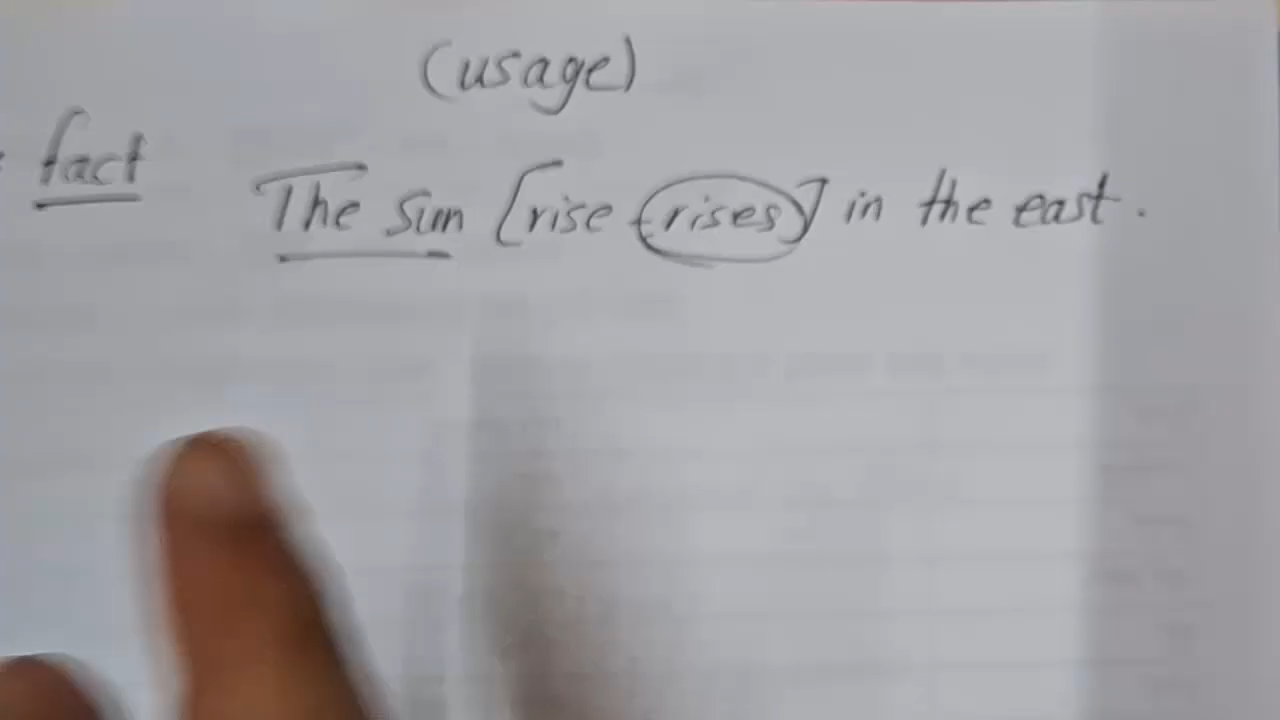 (usage)
fact The Sun [rise - rises] in the east.